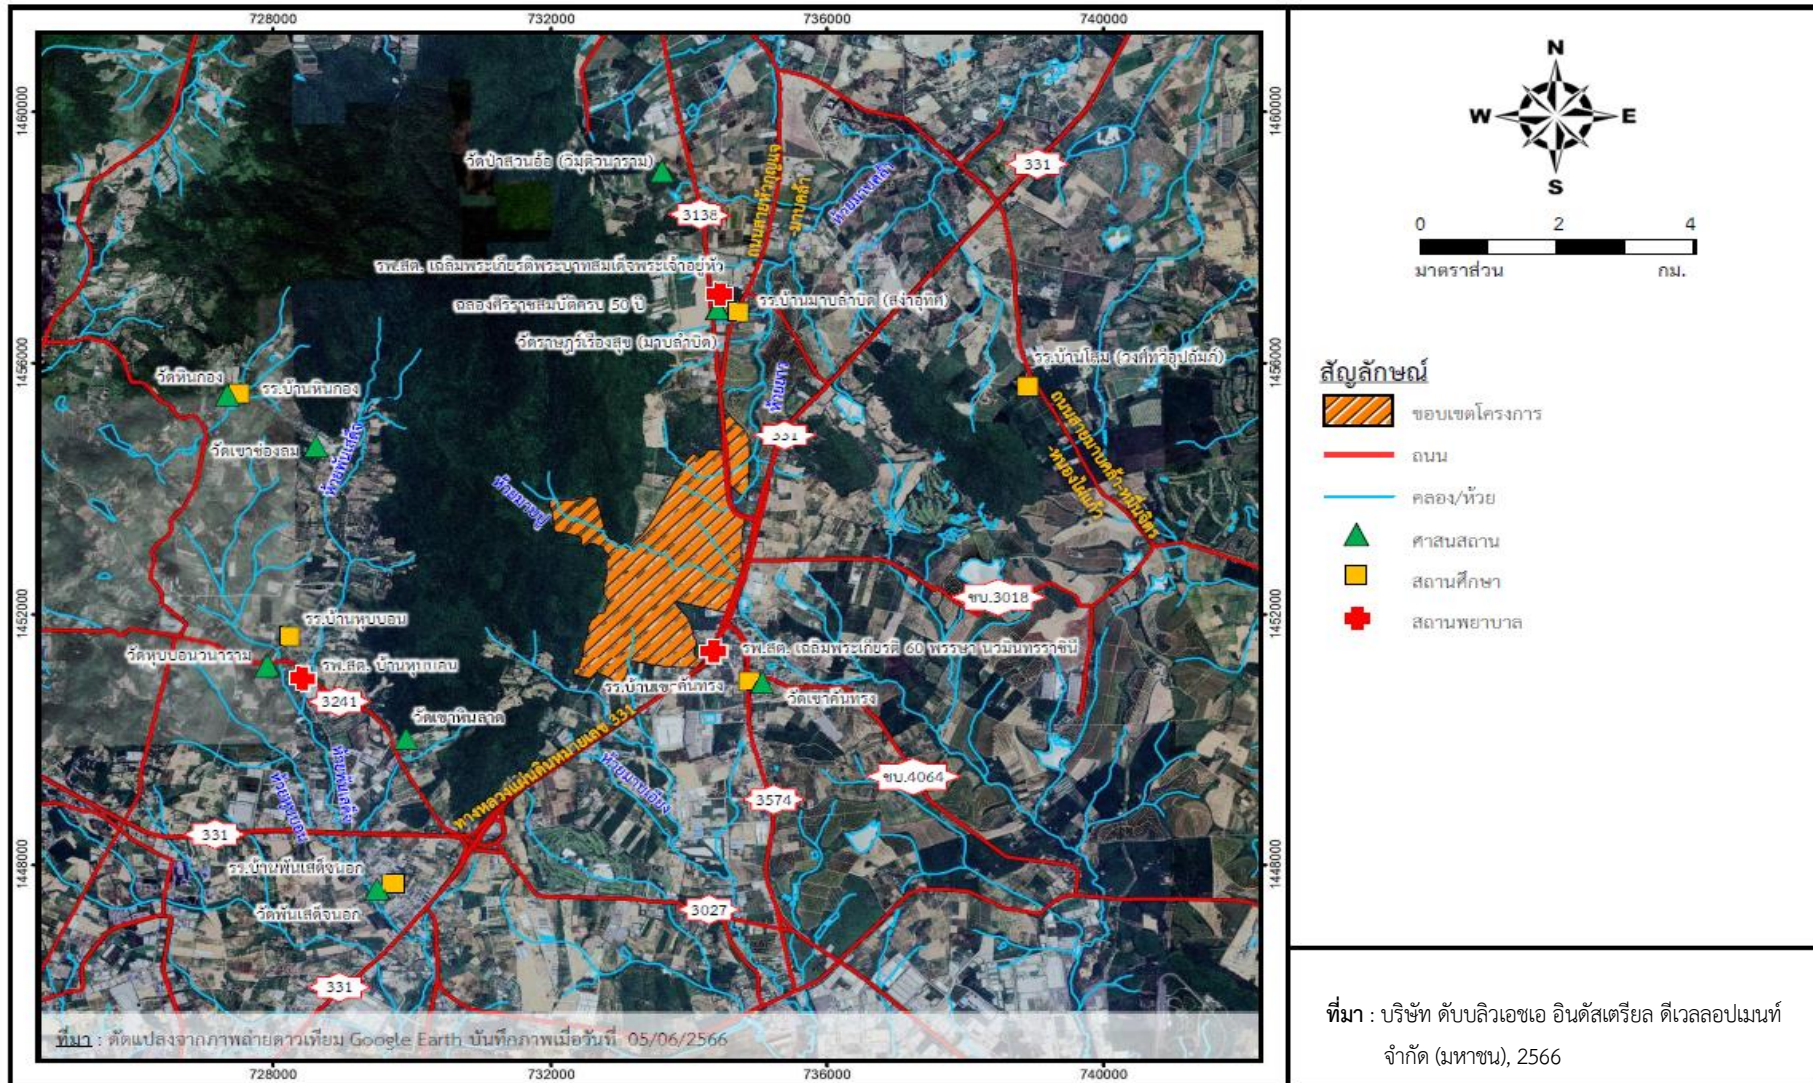 728000
732000
736000
740000
1460000
1460000
331
วัดป่าสวนอ้อ (วิมุติวนาราม)
3138
ถนนสายหัวกุญแจ
-มาบคล้า
ห้วยมาบคล้า
รพ.สต. เฉลิมพระเกียรติพระบาทสมเด็จพระเจ้าอยู่หัว
ฉลองศิริราชสมบัติครบ 50 ปี
รร.บ้านมาบลำบิด (สง่าอุทิศ)
วัดราษฎร์เรืองสุข (มาบลำบิด)
รร.บ้านโสม (วงศ์ทวีอุปถัมภ์)
1456000
1456000
วัดหินกอง
รร.บ้านหินกอง
วัดเขาช่องลม
ห้วยพันเสด็จ
331
ถนนสายมาบคล้า-หมื่นจิตร
-หนองไผ่แก้ว
ชบ.3018
1452000
1452000
รร.บ้านหุบบอน
วัดหุบบอนวนาราม
รพ.สต. บ้านหุบบอน
3241
รพ.สต. เฉลิมพระเกียรติ 60 พรรษา นวมินทราชินี
รร.บ้านเขาคันทรง
วัดเขาคันทรง
วัดเขาหินลาด
ทางหลวงแผ่นดินหมายเลข 331
ห้วยมาบเอียง
ห้วยพันเสด็จ
ห้วยหุบบอน
ชบ.4064
3574
331
1448000
1448000
รร.บ้านพันเสด็จนอก
วัดพันเสด็จนอก
3027
331
ที่มา : ดัดแปลงจากภาพถ่ายดาวเทียม Google Earth บันทึกภาพเมื่อวันที่ 05/06/2566
728000
732000
736000
740000
N
W E
S
0 2 4
มาตราส่วน กม.
สัญลักษณ์
ขอบเขตโครงการ
ถนน
คลอง/ห้วย
ศาสนสถาน
สถานศึกษา
สถานพยาบาล
ที่มา : บริษัท ดับบลิวเอชเอ อินดัสเตรียล ดีเวลลอปเมนท์
จำกัด (มหาชน), 2566